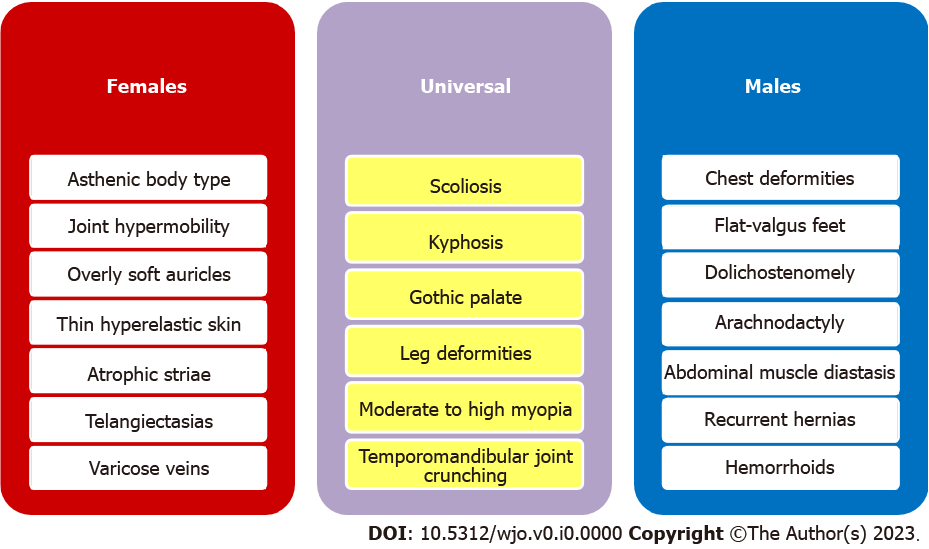 Females
Asthenic body type
Joint hypermobility
Overly soft auricles
Thin hyperelastic skin
Atrophic striae
Telangiectasias
Varicose veins
Universal
Scoliosis
Kyphosis
Gothic palate
Leg deformities
Moderate to high myopia
Temporomandibular joint
crunching
Males
Chest deformities
Flat-valgus feet
Dolichostenomely
Arachnodactyly
Abdominal muscle diastasis
Recurrent hernias
Hemorrhoids
DOI: 10.5312/wjo.v0.i0.0000 Copyright ©The Author(s) 2023.